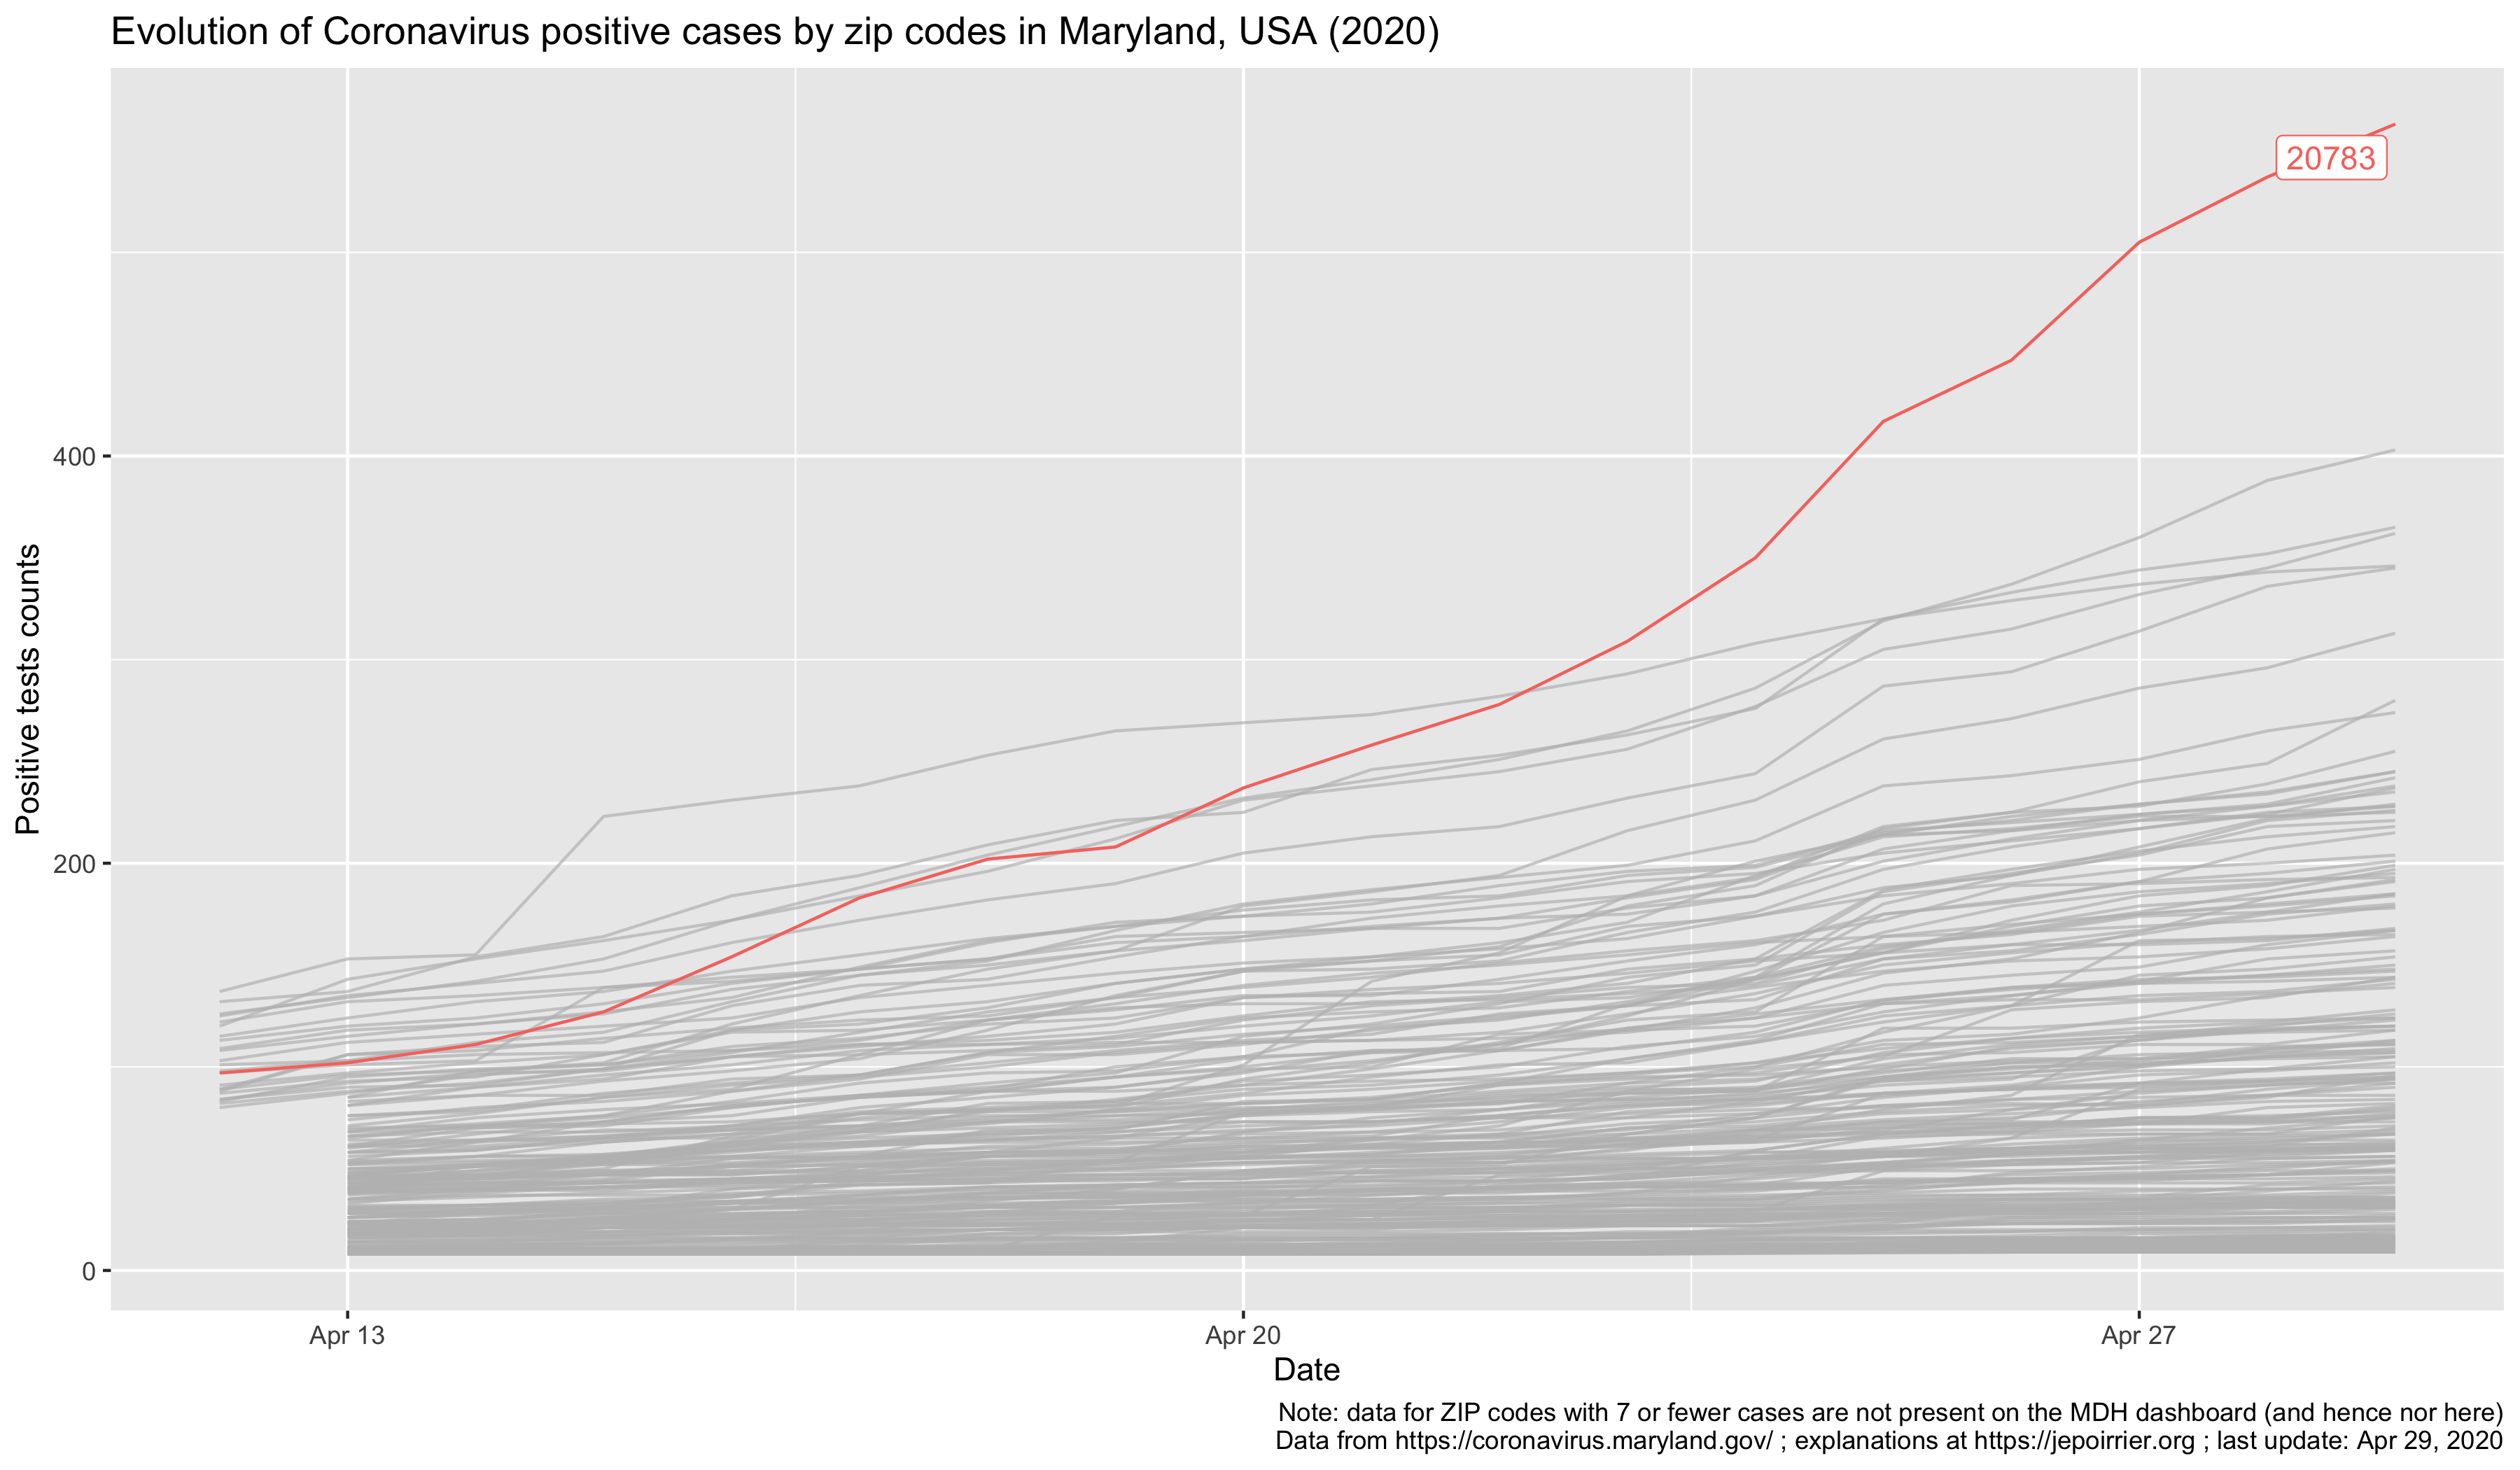 Evolution of Coronavirus positive cases by zip codes in Maryland, USA (2020)
20783
Positive tests counts
400
200
0
Apr 13
Apr 20
Apr 27
Date
Note: data for ZIP codes with 7 or fewer cases are not present on the MDH dashboard (and hence nor here)
Data from https://coronavirus.maryland.gov/ ; explanations at https://jepoirrier.org ; last update: Apr 29, 2020